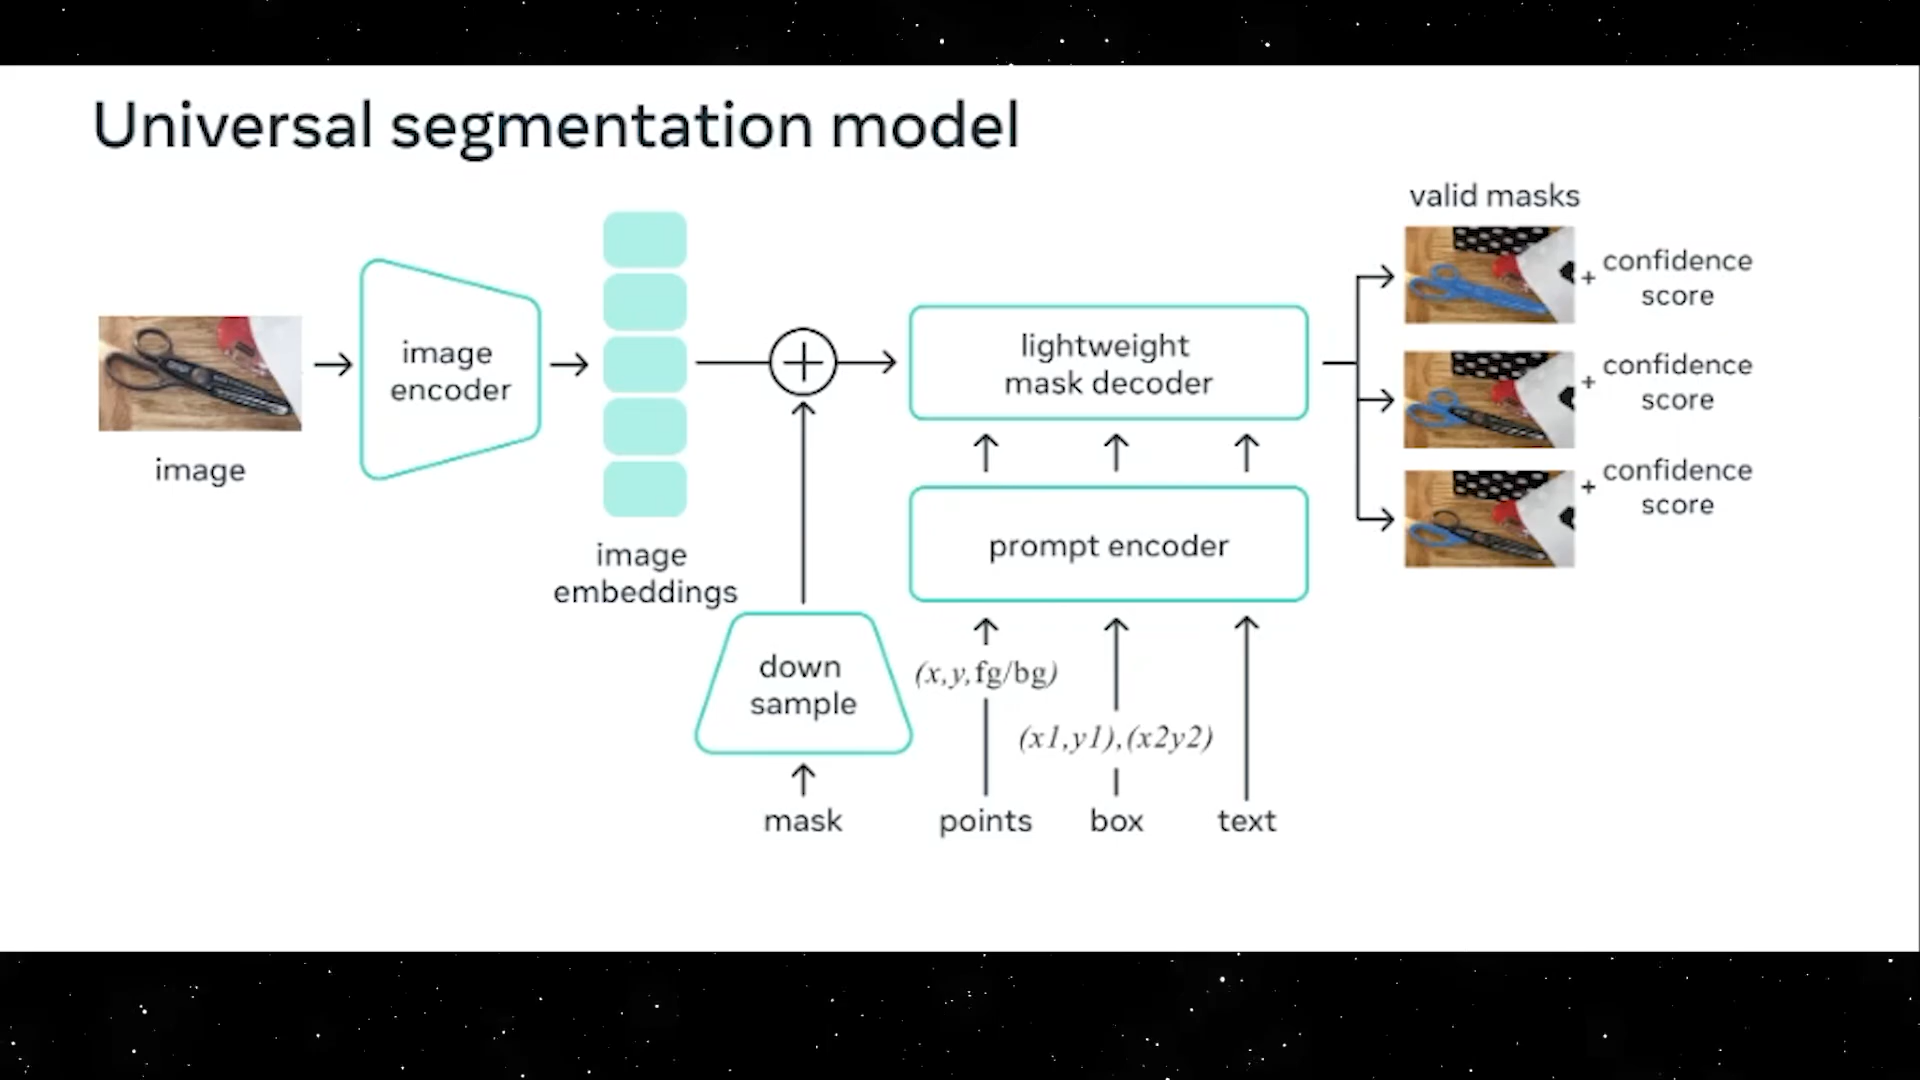 Universal segmentation model
valid masks
image
encoder
image
image
embeddings
lightweight
mask decoder
prompt encoder
+ confidence
score
+ confidence
score
+ confidence
score
down
sample
(x,y,fg/bg)
(x1,y1),(x2y2)
mask
points
box
text